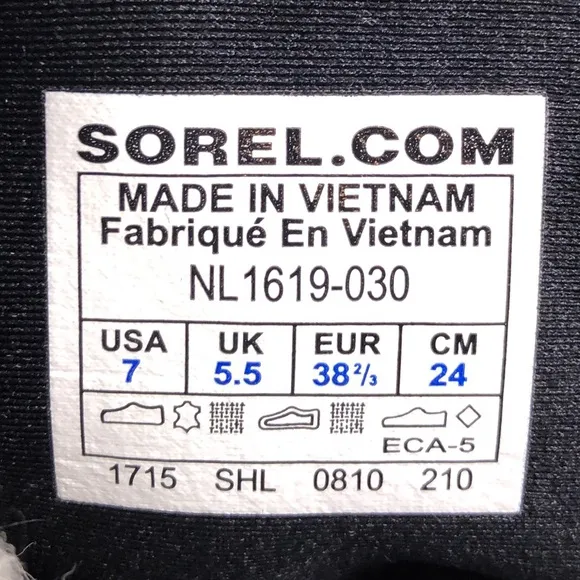 SOREL.COM
MADE IN VIETNAM
Fabriqué En Vietnam
NL1619-030
USA UK EUR CM
7 5.5 38⅔ 24
ECA-5
1715 SHL 0810 210